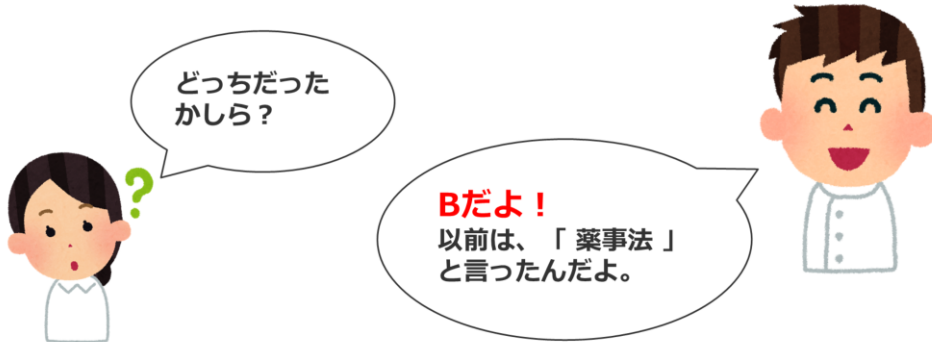 どっちだった
かしら？
?
Bだよ！
以前は、「 薬事法 」
と言ったんだよ。